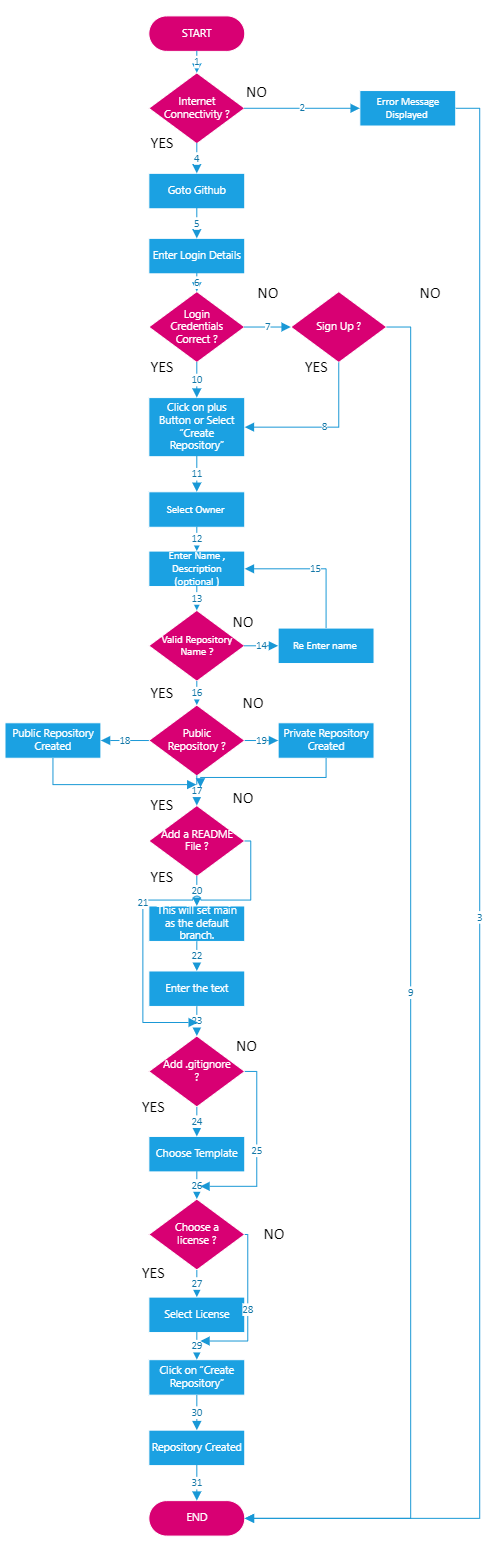 START
1
Internet
Connectivity ?
NO
2
Error Message
Displayed
YES
4
Goto Github
5
Enter Login Details
6
NO
NO
Login
Credentials
Correct ?
7
Sign Up ?
YES
YES
10
Click on plus
Button or Select
“Create
Repository”
8
11
Select Owner
12
Enter Name ,
Description
(optional )
15
13
NO
Valid Repository
Name ?
14
Re Enter name
YES
16
NO
Public Repository
Created
18
Public
Repository ?
19
Private Repository
Created
17
YES
NO
Add a README
File ?
YES
20
21
This will set main
as the default
branch.
3
22
Enter the text
9
23
NO
Add .gitignore
?
YES
24
25
Choose Template
26
Choose a
license ?
NO
YES
27
28
Select License
29
Click on “Create
Repository”
30
Repository Created
31
END